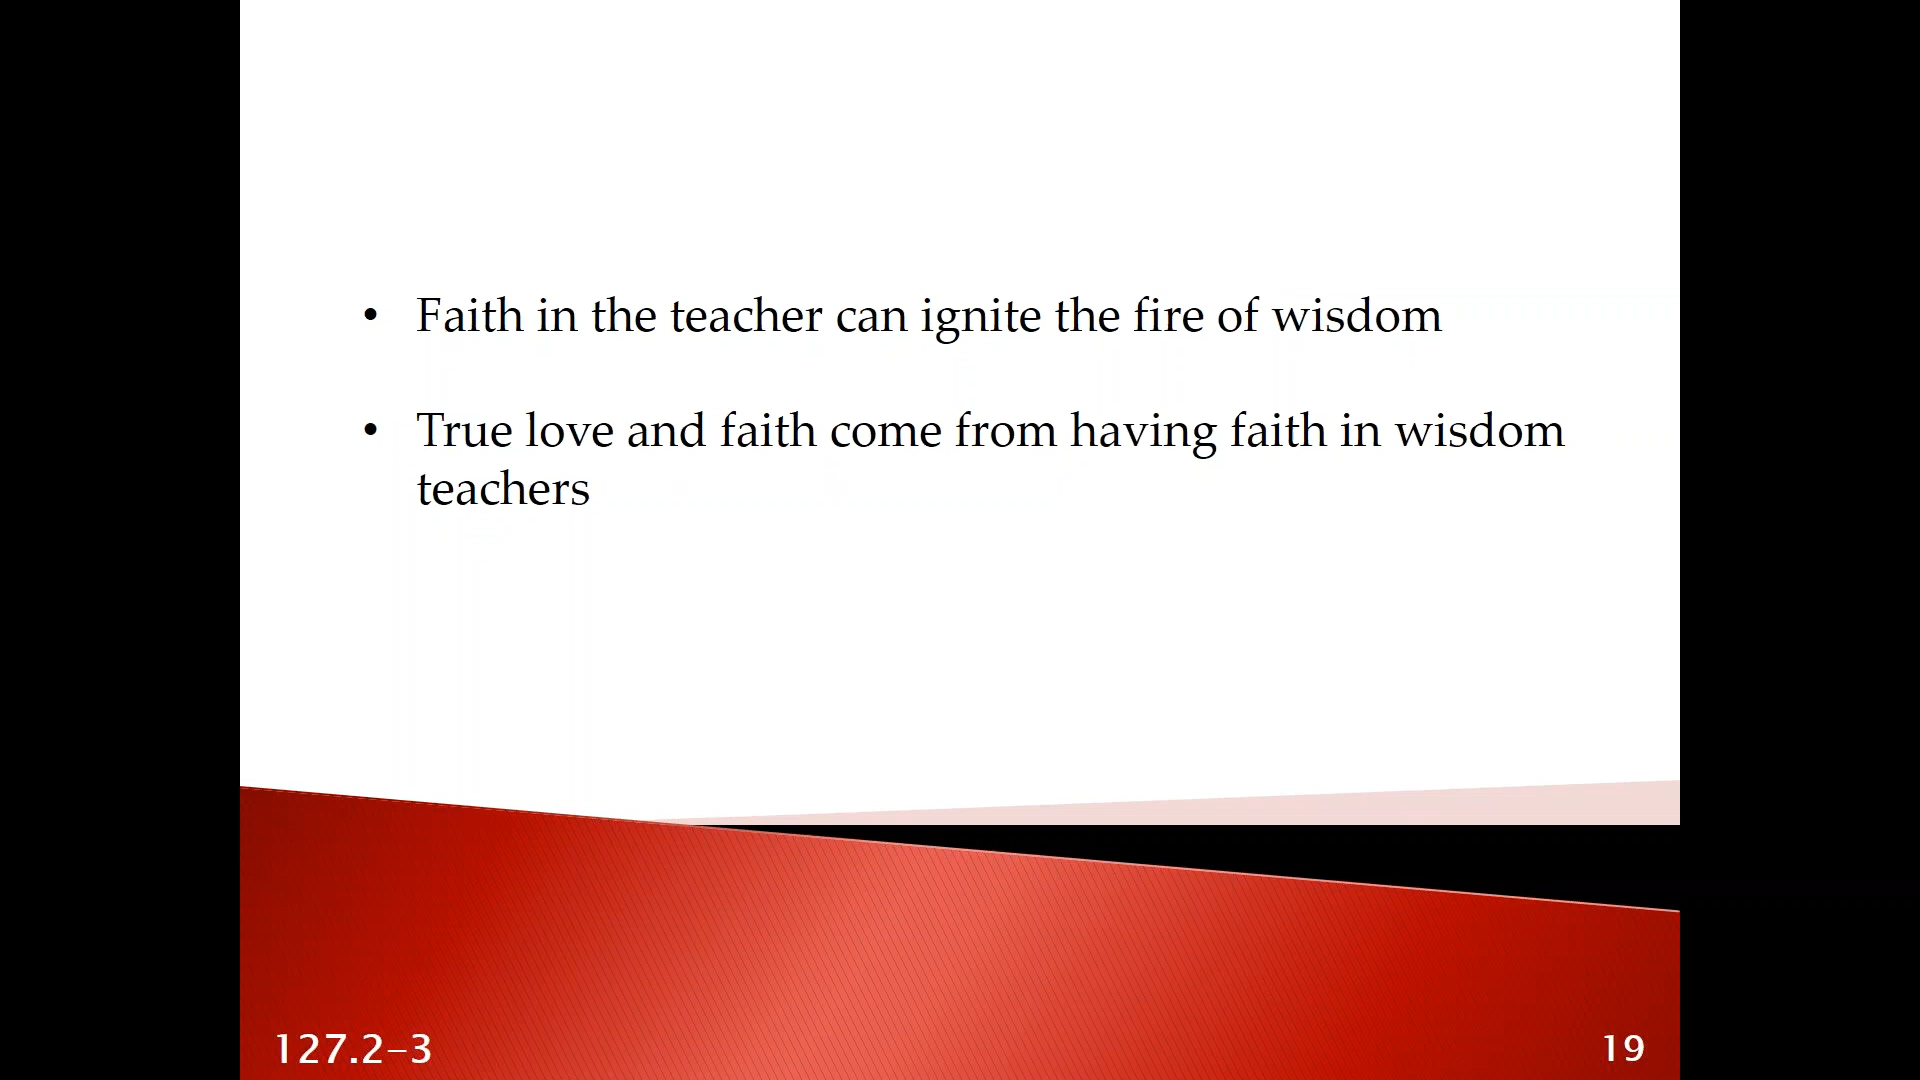 • Faith in the teacher can ignite the fire of wisdom
• True love and faith come from having faith in wisdom
teachers
127.2-3
19